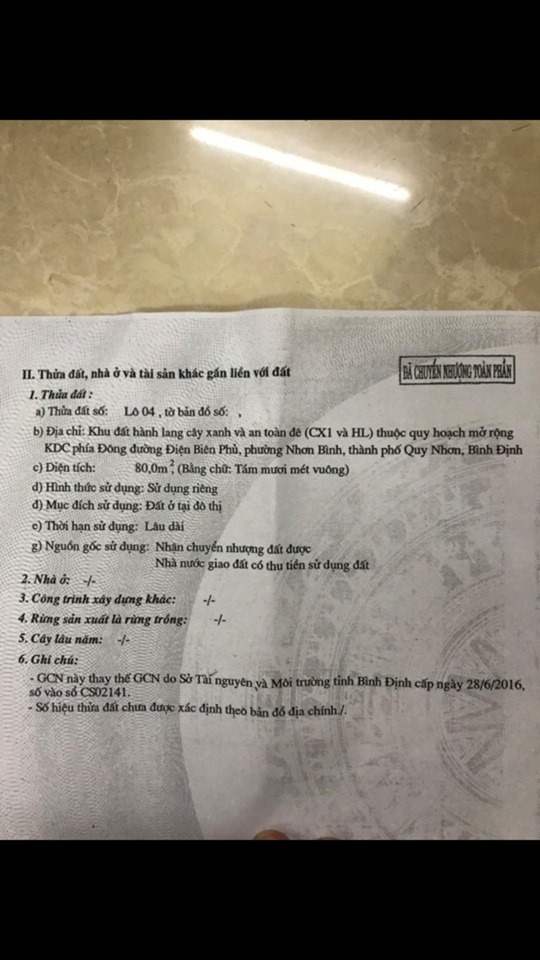 II. Thửa đất, nhà ở và tài sản khác gắn liền với đất
ĐÃ CHUYỂN NHƯỢNG TOÀN PHẦN
1. Thửa đất :
a) Thửa đất số: Lô 04 , tờ bản đồ số: ,
b) Địa chỉ: Khu đất hành lang cây xanh và an toàn đê (CX1 và HL) thuộc quy hoạch mở rộng
KDC phía Đông đường Điện Biên Phủ, phường Nhơn Bình, thành phố Quy Nhơn, Bình Định
c) Diện tích: 80,0m², (Bằng chữ: Tám mươi mét vuông)
d) Hình thức sử dụng: Sử dụng riêng
đ) Mục đích sử dụng: Đất ở tại đô thị
e) Thời hạn sử dụng: Lâu dài
g) Nguồn gốc sử dụng: Nhận chuyển nhượng đất được
Nhà nước giao đất có thu tiền sử dụng đất
2. Nhà ở: -/-
3. Công trình xây dựng khác: -/-
4. Rừng sản xuất là rừng trồng: -/-
5. Cây lâu năm: -/-
6. Ghi chú:
- GCN này thay thế GCN do Sở Tài nguyên và Môi trường tỉnh Bình Định cấp ngày 28/6/2016,
số vào sổ CS02141.
- Số hiệu thửa đất chưa được xác định theo bản đồ địa chính./.